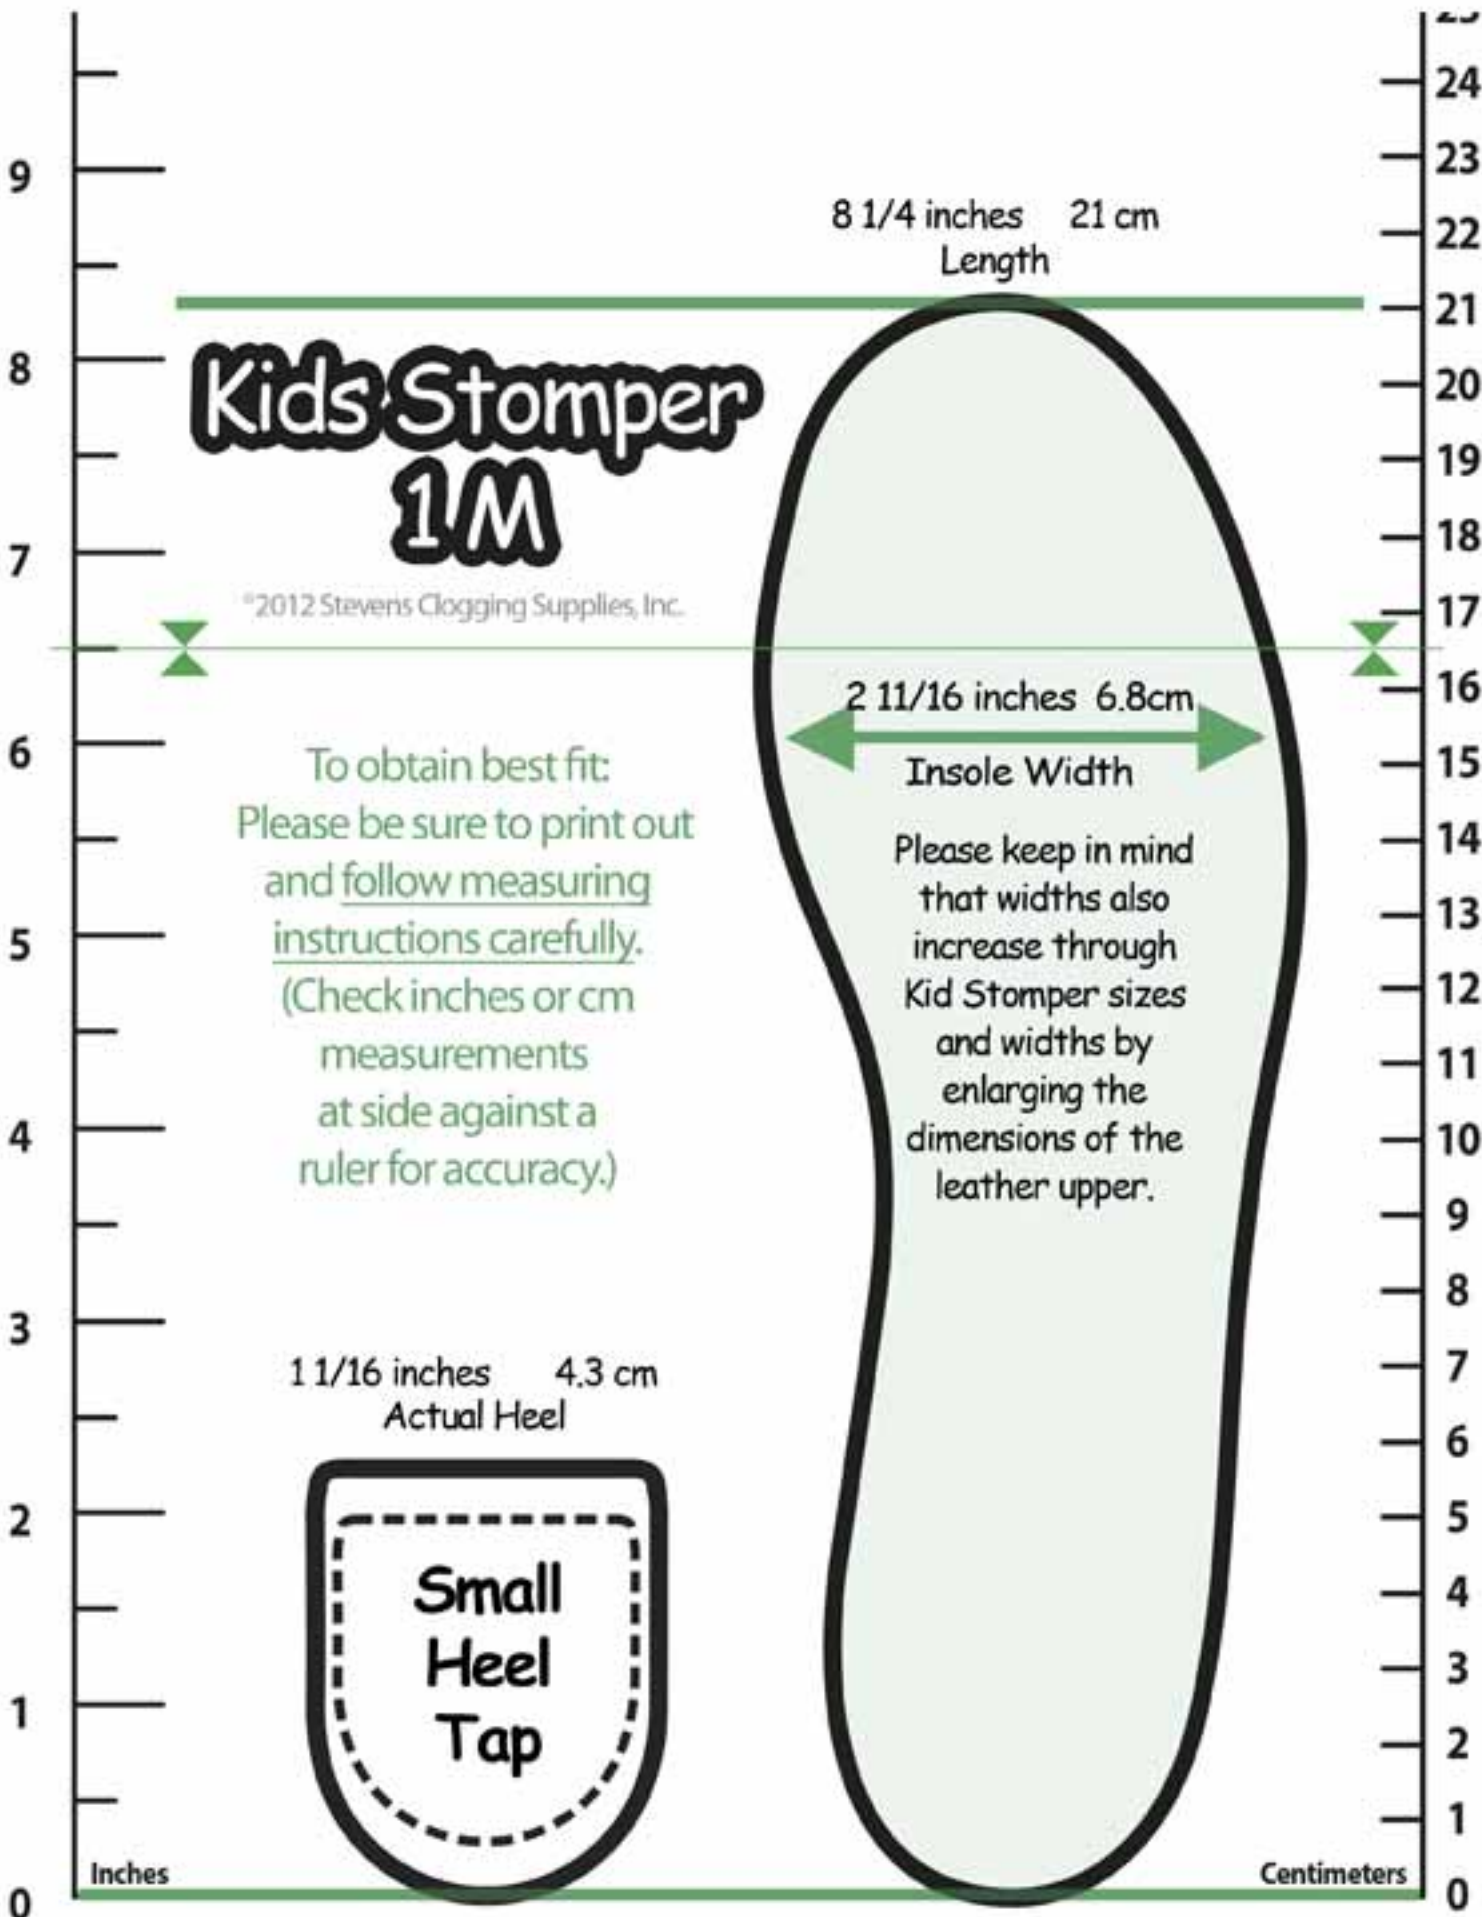 8 1/4 inches 21 cm
Length
Kids Stomper
1M
©2012 Stevens Clogging Supplies, Inc.
2 11/16 inches 6.8cm
Insole Width
To obtain best fit:
Please be sure to print out
and follow measuring
instructions carefully.
(Check inches or cm
measurements
at side against a
ruler for accuracy.)
Please keep in mind
that widths also
increase through
Kid Stomper sizes
and widths by
enlarging the
dimensions of the
leather upper.
1 1/16 inches 4.3 cm
Actual Heel
Small
Heel
Tap
Inches
Centimeters
9
8
7
6
5
4
3
2
1
0
24
23
22
21
20
19
18
17
16
15
14
13
12
11
10
9
8
7
6
5
4
3
2
1
0